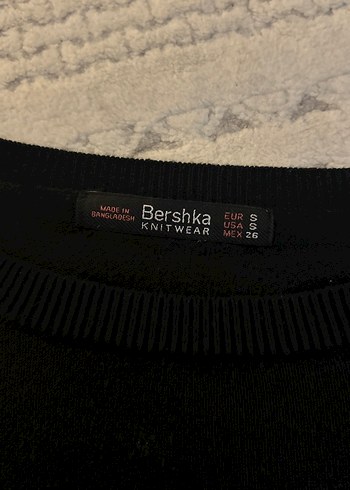 MADE IN
BANGLADESH
Bershka
KNITWEAR
EUR S
USA S
MEX 26